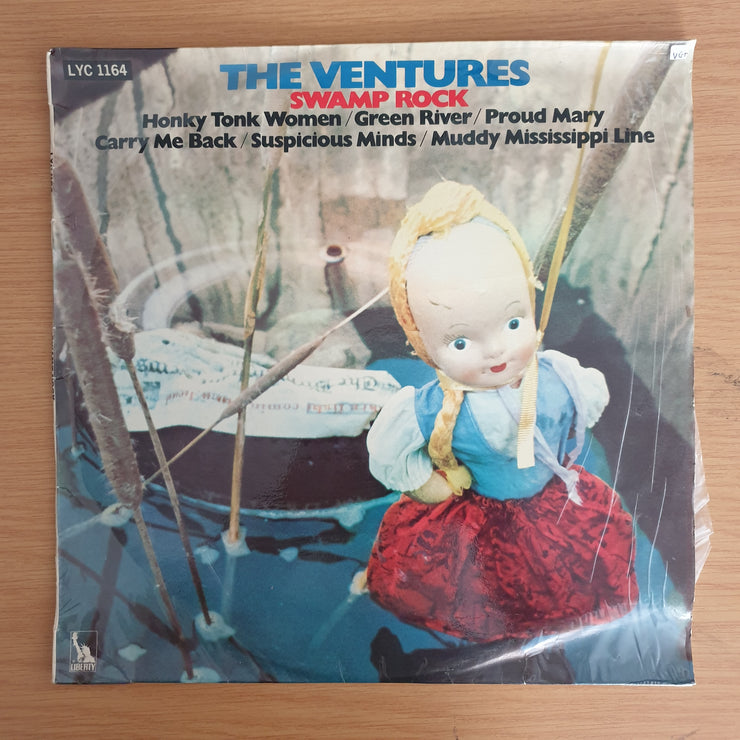 LYC 1164
VG+
THE VENTURES
SWAMP ROCK
Honky Tonk Women / Green River / Proud Mary
Carry Me Back / Suspicious Minds / Muddy Mississippi Line
LIBERTY